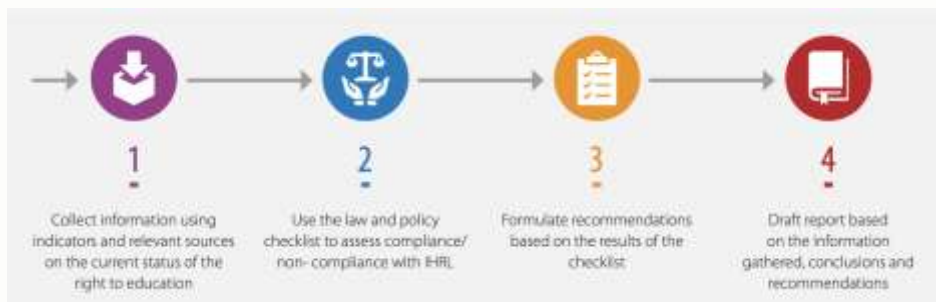 1
Collect information using
indicators and relevant sources
on the current status of the
right to education
2
Use the law and policy
checklist to assess compliance/
non- compliance with IHRL
3
Formulate recommendations
based on the results of the
checklist
4
Draft report based
on the information
gathered, conclusions and
recommendations